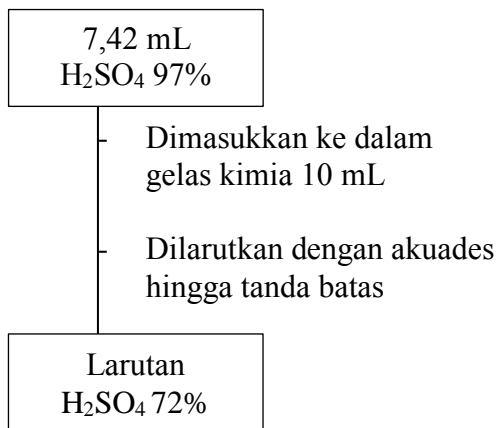 7,42 mL
H₂SO₄ 97%
- Dimasukkan ke dalam
gelas kimia 10 mL
- Dilarutkan dengan akuades
hingga tanda batas
Larutan
H₂SO₄ 72%